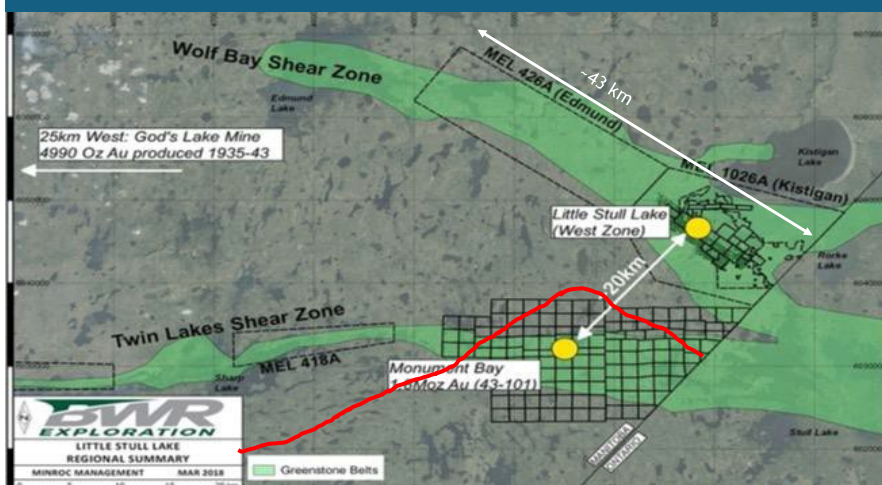 Wolf Bay Shear Zone
Edmund
Lake
MEL 426A (Edmund)
~43 km
25km West: God's Lake Mine
4990 Oz Au produced 1935-43
Kistigan
Lake
MEL 1026A (Kistigan)
Little Stull Lake
(West Zone)
Rorke
Lake
20km
Twin Lakes Shear Zone
MEL 418A
Sharp
Lake
Monument Bay
Moz Au (43-101)
Stull Lake
MANITOBA
ONTARIO
BWR
EXPLORATION
LITTLE STULL LAKE
REGIONAL SUMMARY
MINROC MANAGEMENT MAR 2018
Greenstone Belts